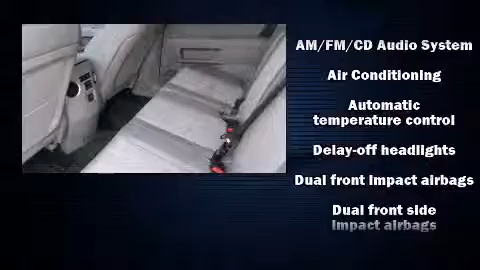 AM/FM/CD Audio System
Air Conditioning
Automatic
temperature control
Delay-off headlights
Dual front impact airbags
Dual front side
impact airbags